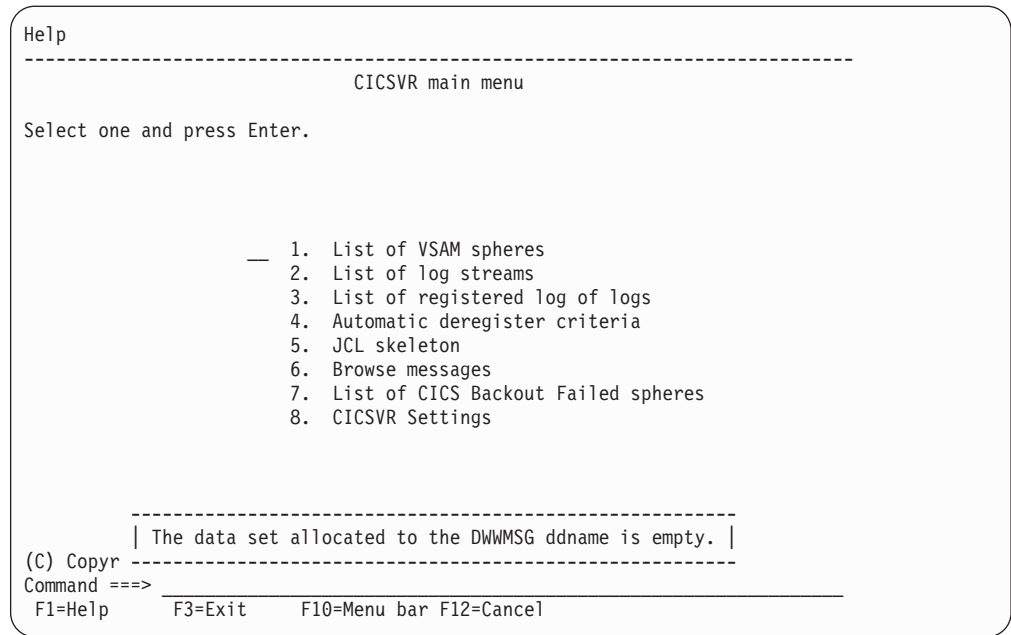 Help
-------------------------------------------------------------------------------
CICSVR main menu
Select one and press Enter.
__ 1. List of VSAM spheres
2. List of log streams
3. List of registered log of logs
4. Automatic deregister criteria
5. JCL skeleton
6. Browse messages
7. List of CICS Backout Failed spheres
8. CICSVR Settings
---------------------------------------------------------
| The data set allocated to the DWWMSG ddname is empty. |
(C) Copyr ---------------------------------------------------------
Command ===> _________________________________________________________________
F1=Help F3=Exit F10=Menu bar F12=Cancel